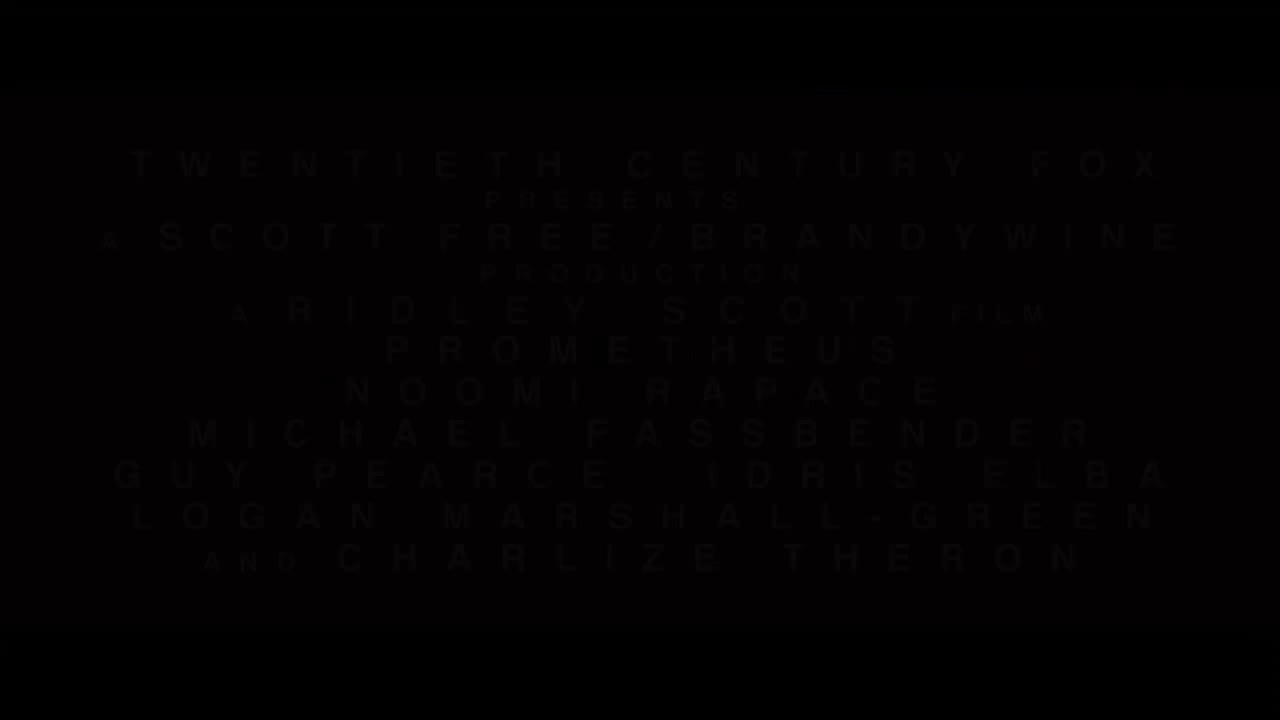 TWENTIETH CENTURY FOX
PRESENTS
A SCOTT FREE/BRANDYWINE
PRODUCTION
A RIDLEY SCOTT FILM
PROMETHEUS
NOOMI RAPACE
MICHAEL FASSBENDER
GUY PEARCE IDRIS ELBA
LOGAN MARSHALL-GREEN
AND CHARLIZE THERON